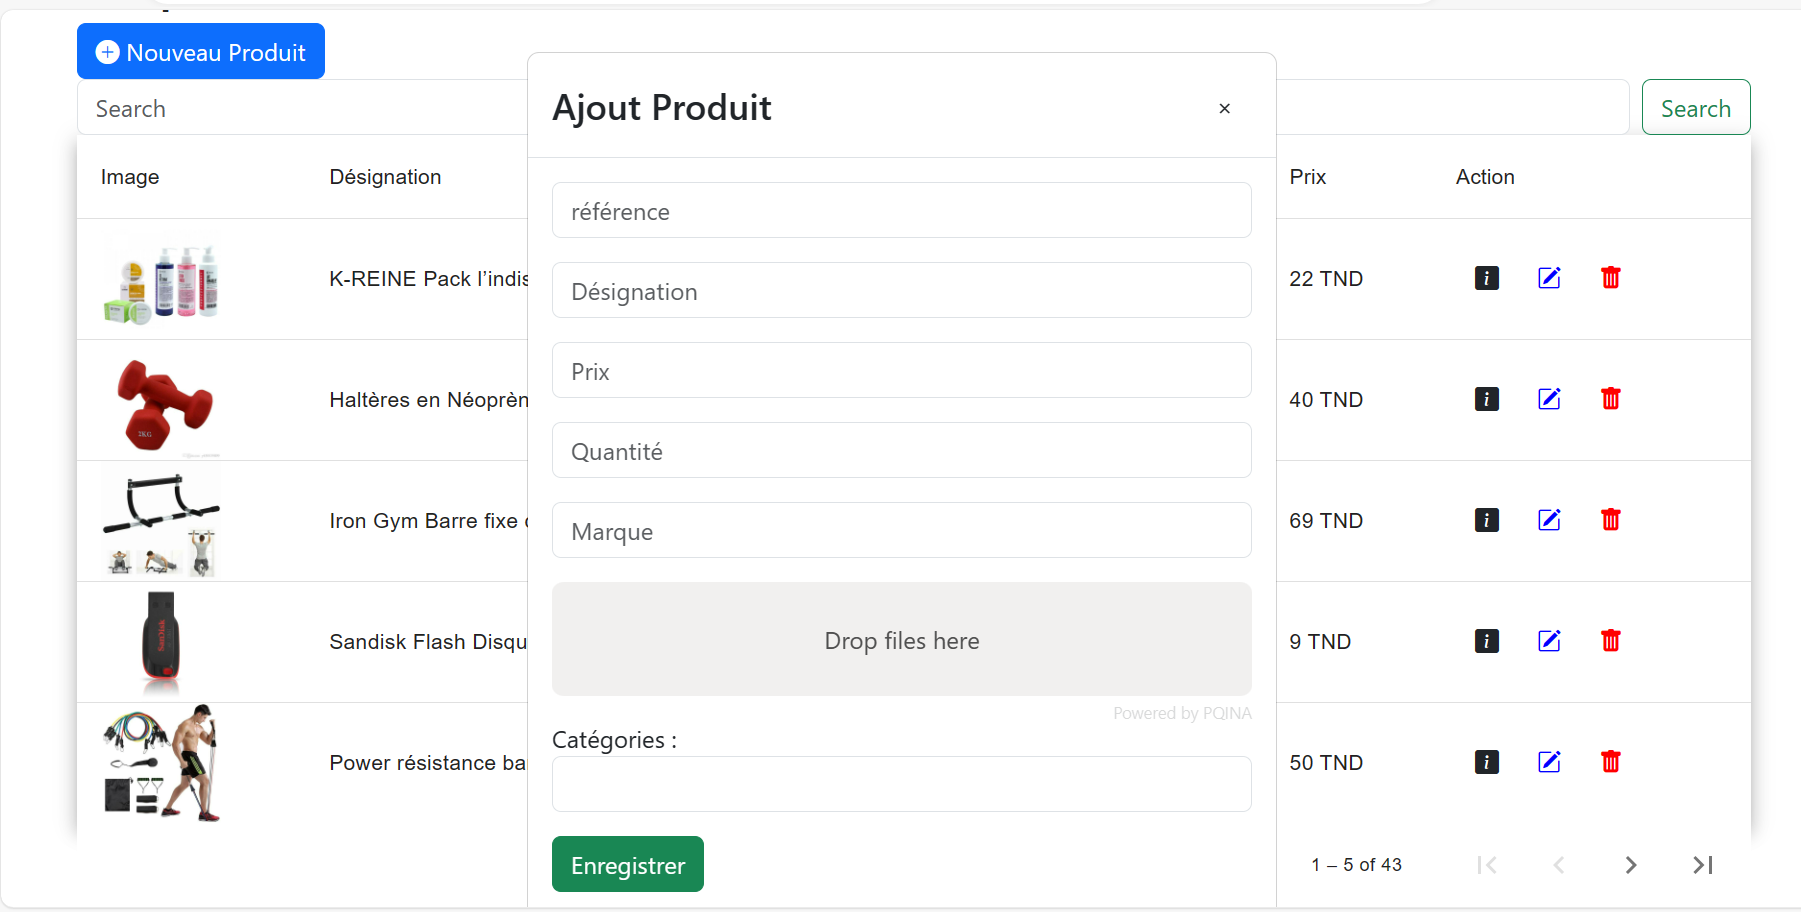 Nouveau Produit
Search
Search
Image
Désignation
Prix
Action
K-REINE Pack l’indis
22 TND
Haltères en Néoprèn
40 TND
2KG
Iron Gym Barre fixe
69 TND
Sandisk Flash Disqu
9 TND
SanDisk
Power résistance ba
50 TND
1 – 5 of 43
Ajout Produit
×
référence
Désignation
Prix
Quantité
Marque
Drop files here
Powered by PQINA
Catégories :
Enregistrer